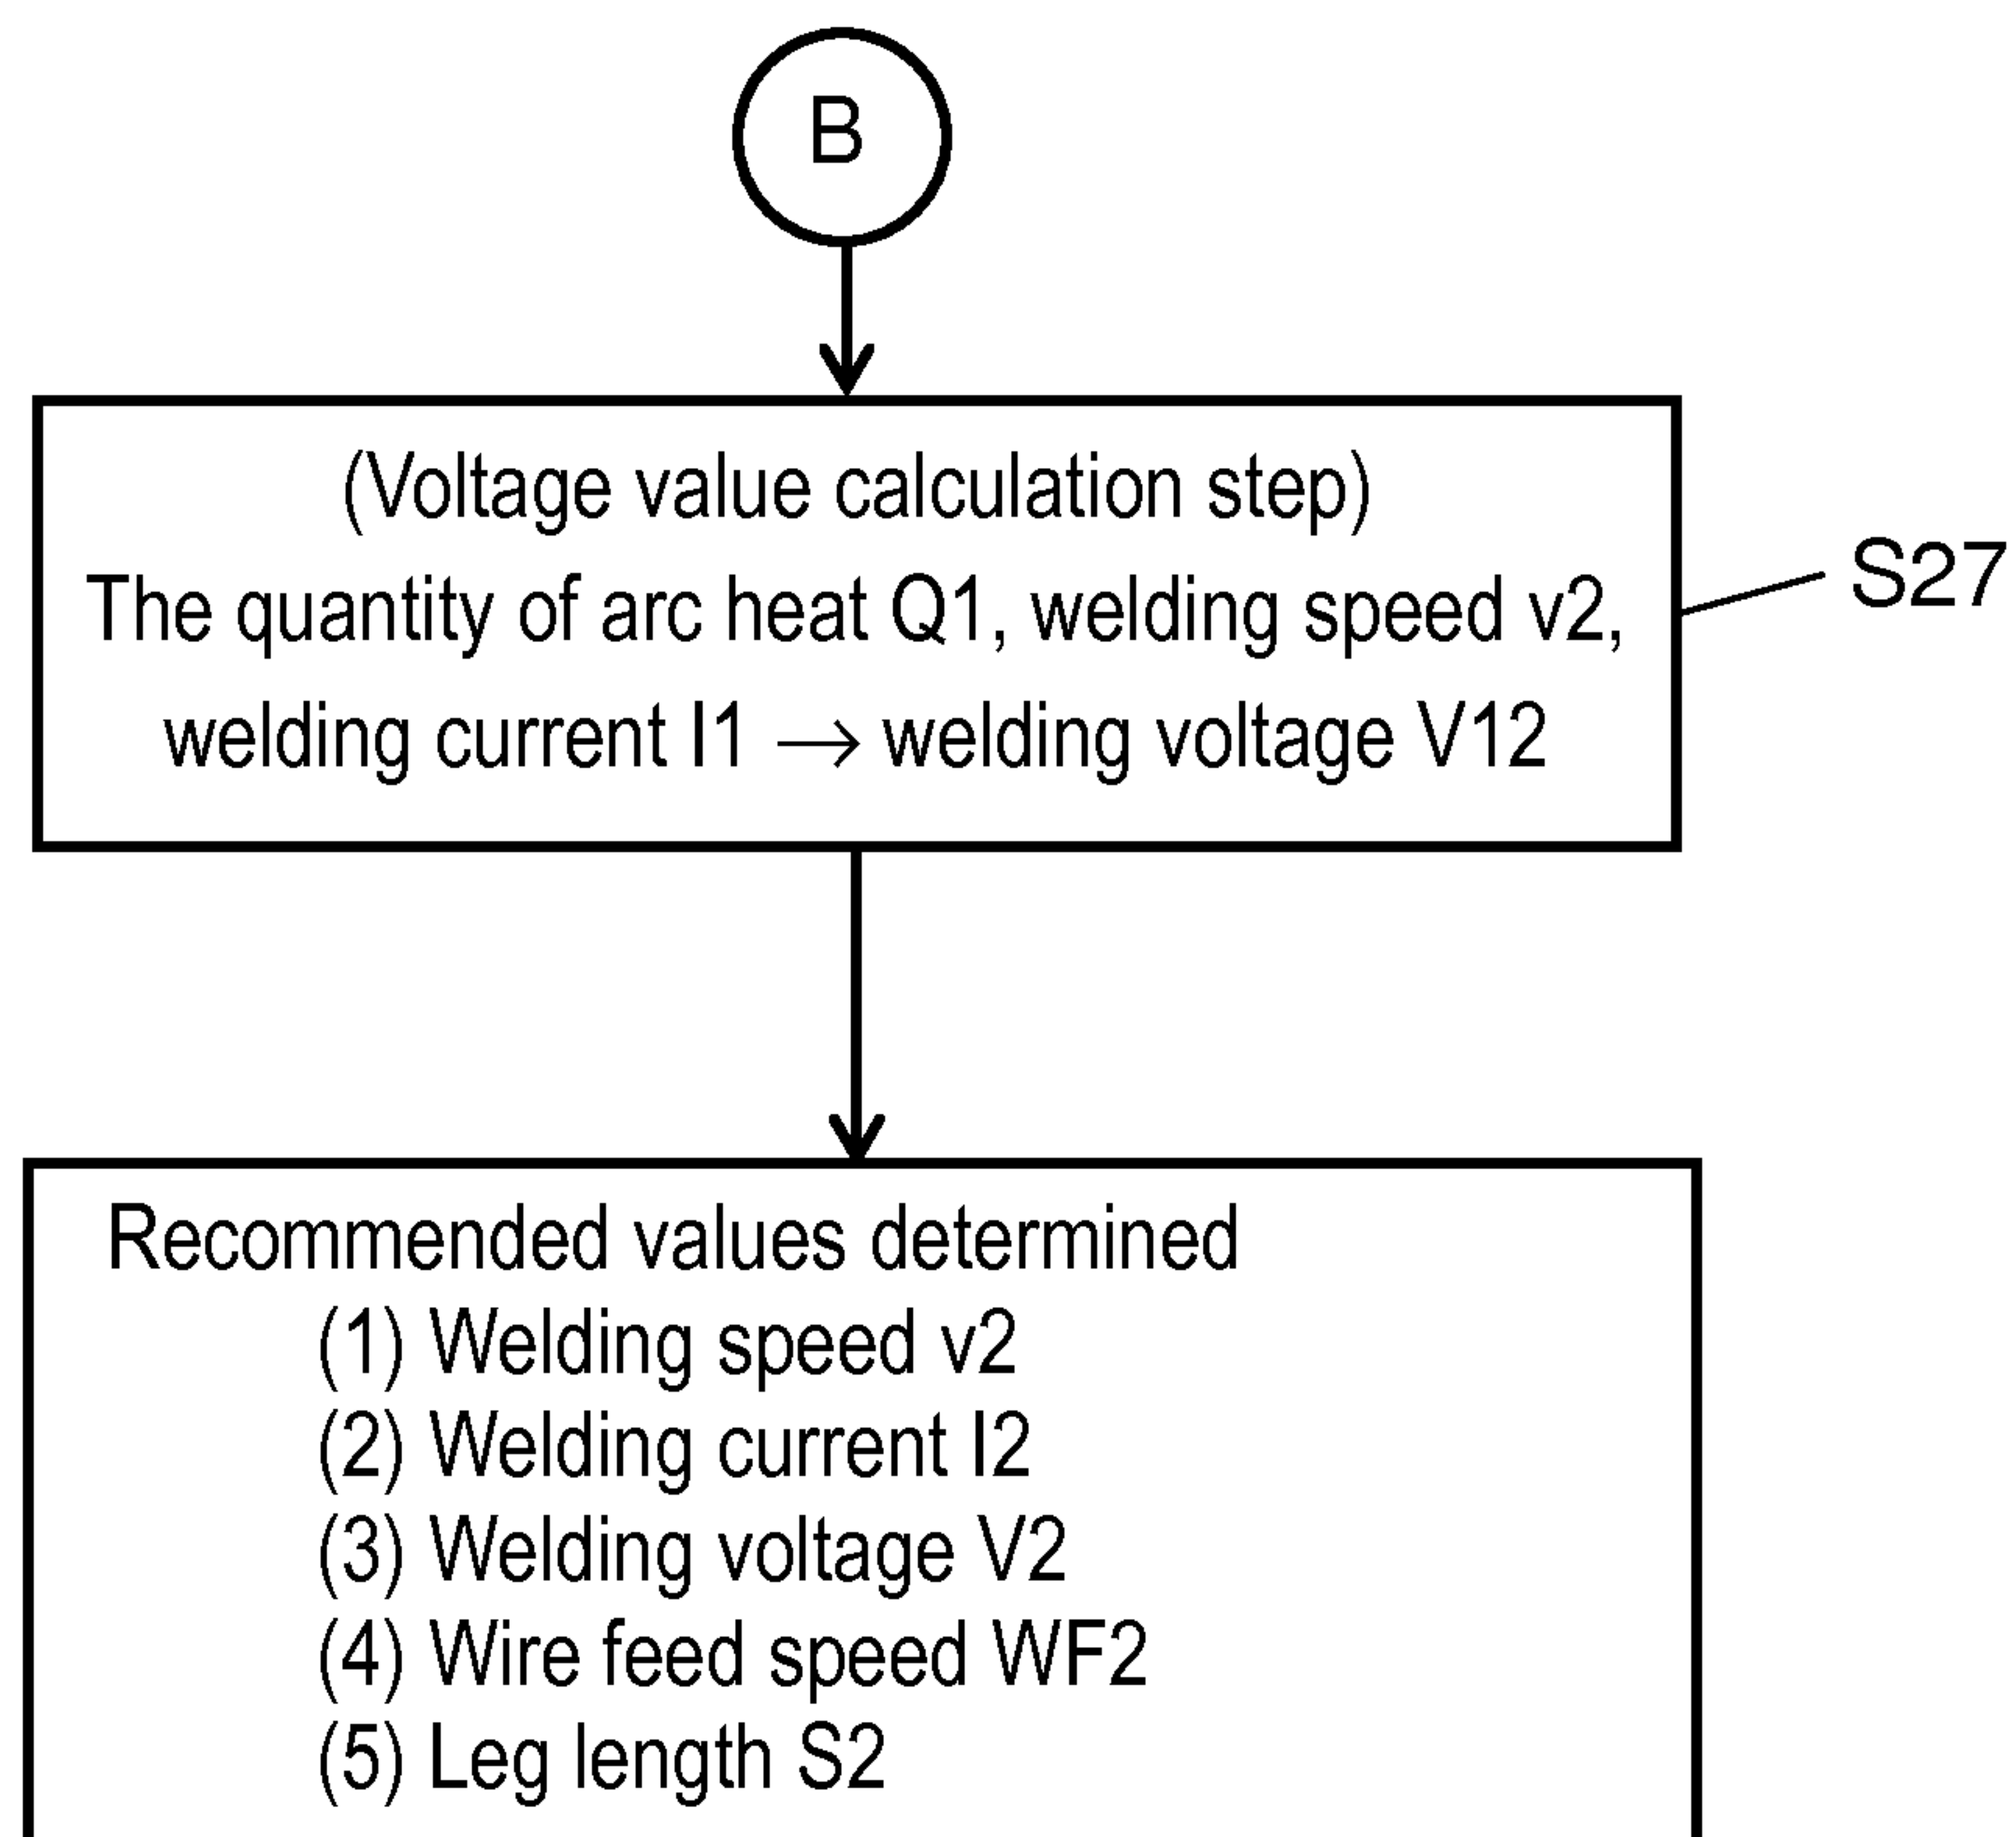 B
(Voltage value calculation step)
The quantity of arc heat Q1, welding speed v2,
welding current I1 → welding voltage V12
S27
Recommended values determined
(1) Welding speed v2
(2) Welding current I2
(3) Welding voltage V2
(4) Wire feed speed WF2
(5) Leg length S2